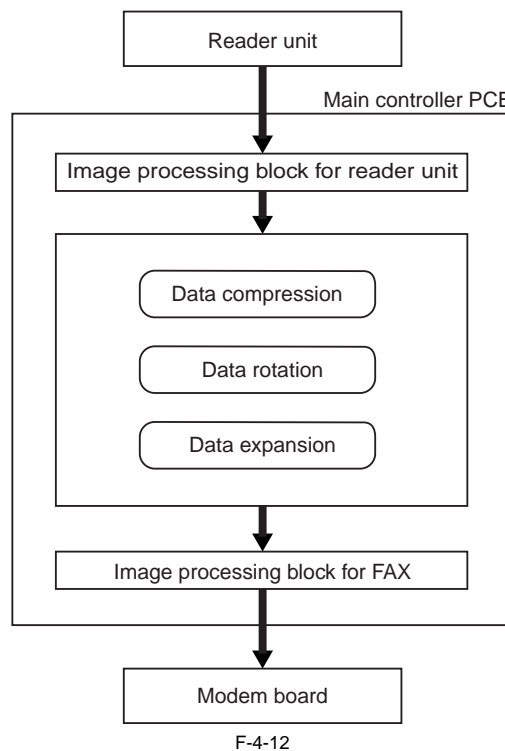 Reader unit
Main controller PCB
Image processing block for reader unit
Data compression
Data rotation
Data expansion
Image processing block for FAX
Modem board
F-4-12